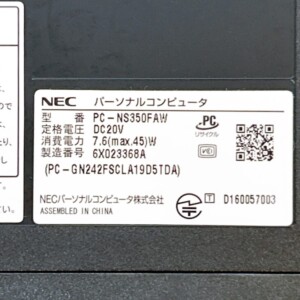 NEC パーソナルコンピュータ
型 番 PC-NS350FAW
定格電圧 DC20V
消費電力 7.6(max.45)W
製造番号 6X023368A
(PC-GN242FSCLA19D5TDA)
PC
リサイクル
NECパーソナルコンピュータ株式会社
ASSEMBLED IN CHINA
T D160057003